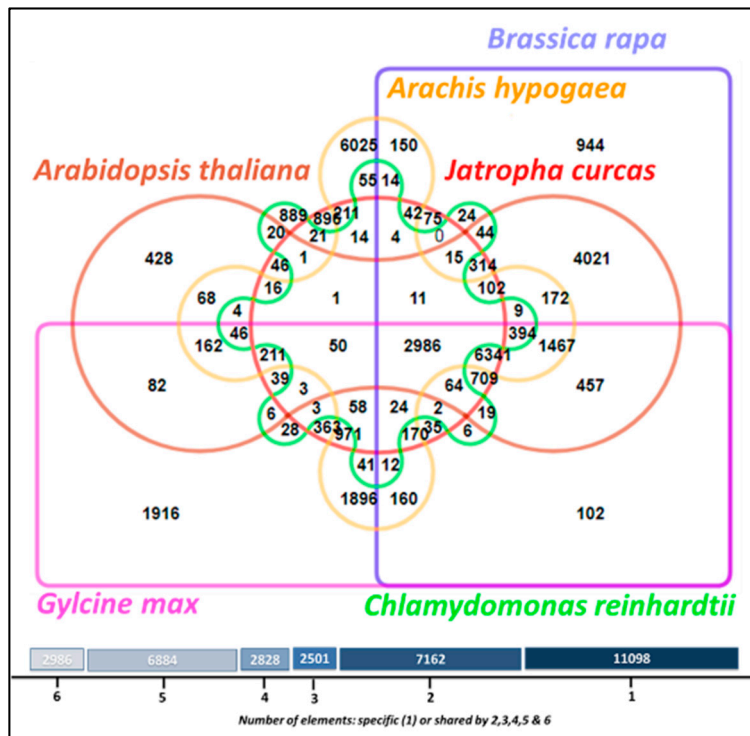 Brassica rapa
Arachis hypogaea
6025 150 944
Arabidopsis thaliana
Jatropha curcas
55 14
889 896 211 42 75 24
20 21 14 4 0 44
428 46 1 15 314 4021
16 102
68 1 11 172
4 9
46 394
162 50 2986 1467
211 6341
82 39 3 64 709 457
6 3 58 24 2 19
28 363 971 170 35 6
41 12
1896 160
1916 102
Gylcine max
Chlamydomonas reinhardtii
2986 6884 2828 2501 7162 11098
6 5 4 3 2 1
Number of elements: specific (1) or shared by 2,3,4,5 & 6